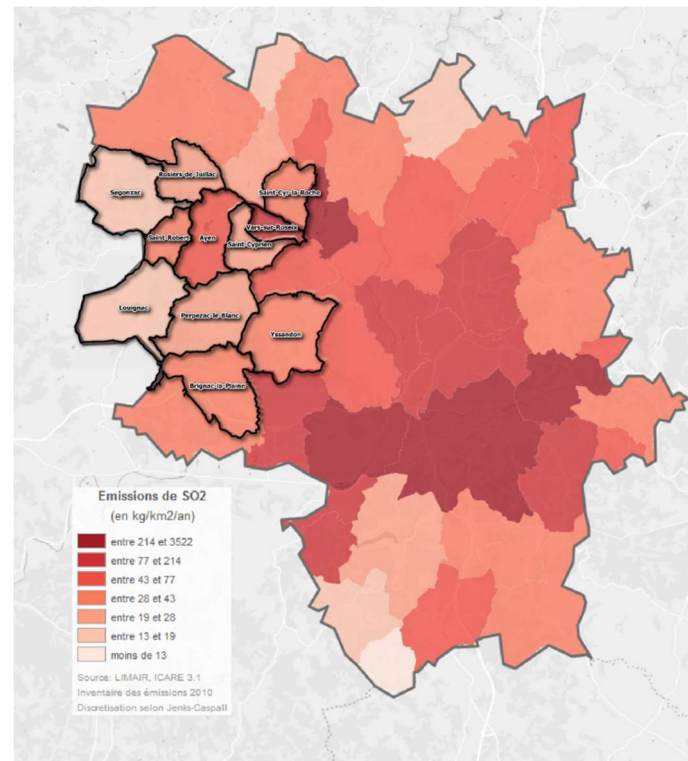 Rosiers-de-Juillac
Segonzac
Saint-Cyr-la-Roche
Vars-sur-Roseix
Saint-Robert
Ayen
Saint-Cyprien
Louignac
Perpezac-le-Blanc
Yssandon
Brignac-la-Plaine
Emissions de SO2
(en kg/km2/an)
entre 214 et 3522
entre 77 et 214
entre 43 et 77
entre 28 et 43
entre 19 et 28
entre 13 et 19
moins de 13
Source: LIMAIR, ICARE 3.1
Inventaire des émissions 2010
Discretisation selon Jenks-Caspall